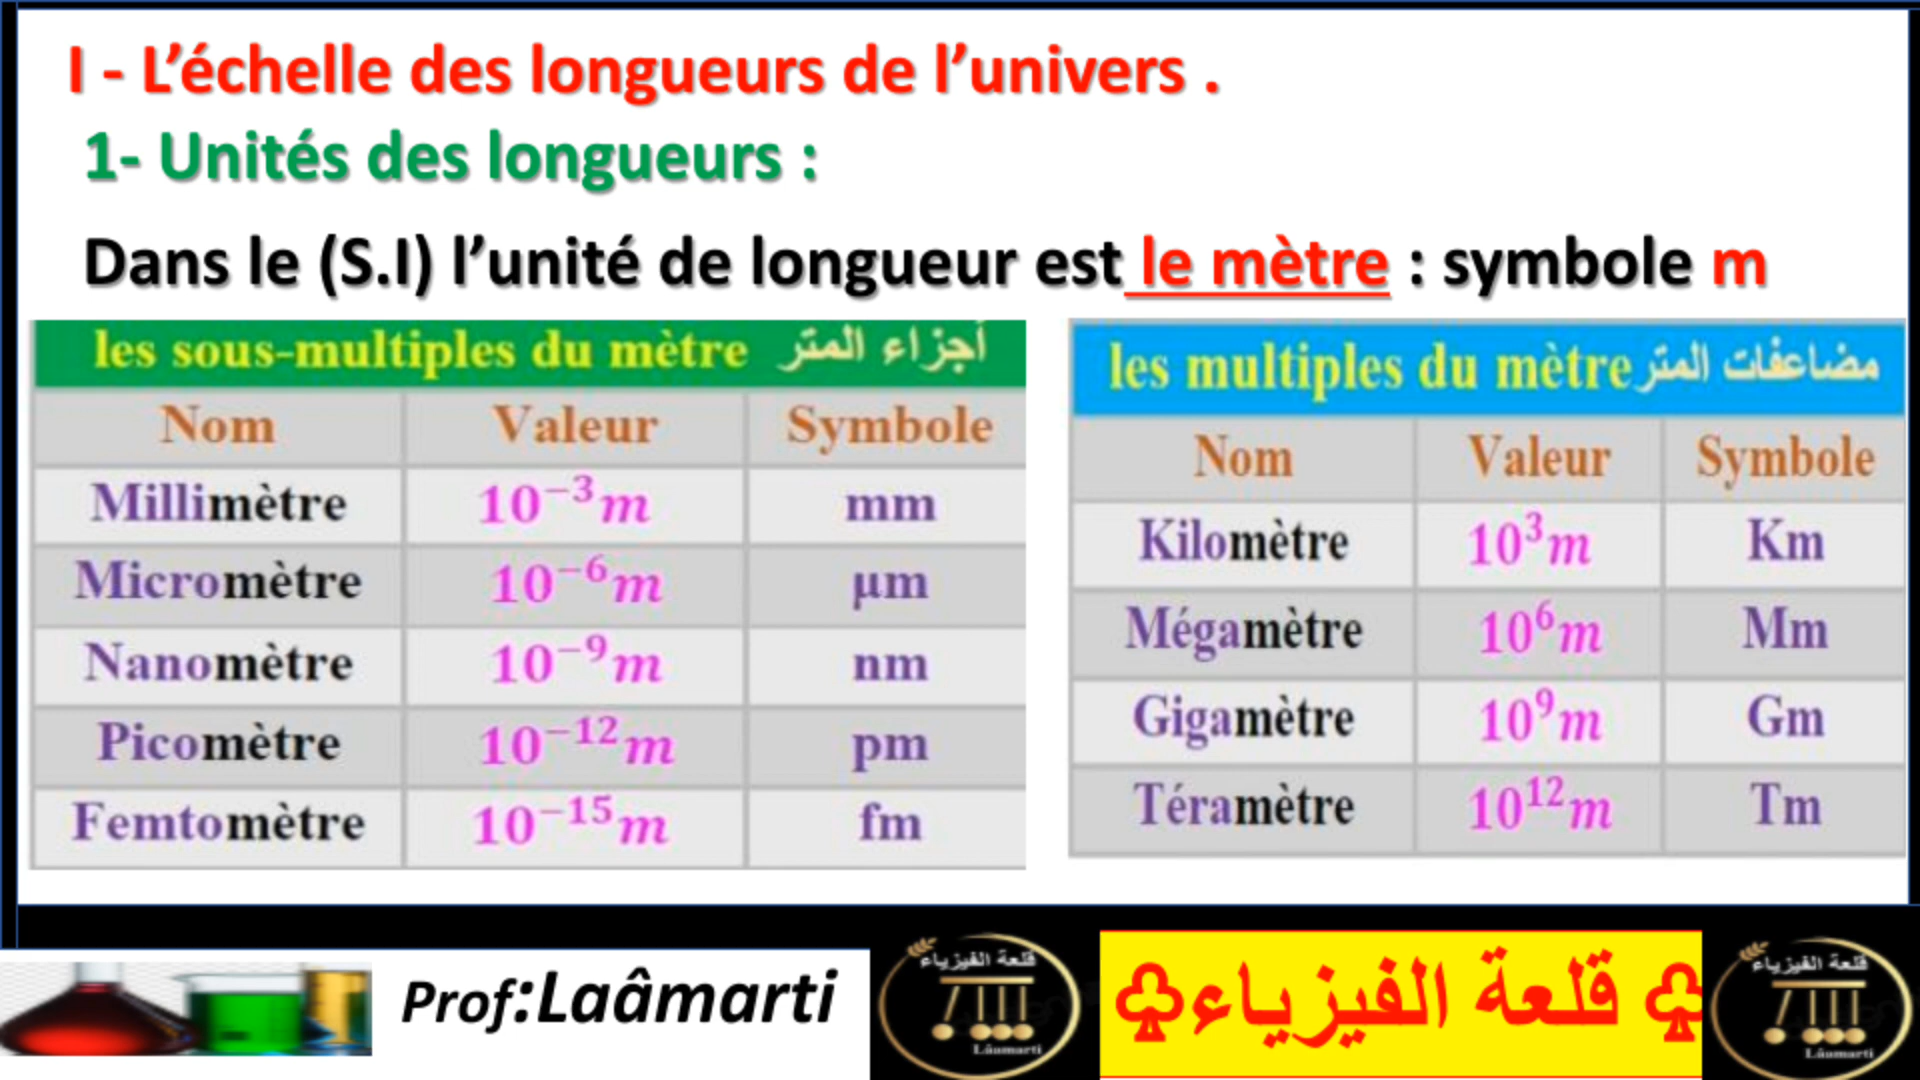 I - L’échelle des longueurs de l’univers .
1- Unités des longueurs :
Dans le (S.I) l’unité de longueur est le mètre : symbole m
les sous-multiples du mètre أجزاء المتر
Nom Valeur Symbole
Millimètre 10⁻³m mm
Micromètre 10⁻⁶m μm
Nanomètre 10⁻⁹m nm
Picomètre 10⁻¹²m pm
Femtomètre 10⁻¹⁵m fm
les multiples du mètre مضاعفات المتر
Nom Valeur Symbole
Kilomètre 10³m Km
Mégamètre 10⁶m Mm
Gigamètre 10⁹m Gm
Téramètre 10¹²m Tm
Prof:Laâmarti
قلعة الفيزياء
Lâamarti
♧ قلعة الفيزياء ♧
قلعة الفيزياء
Lâamarti